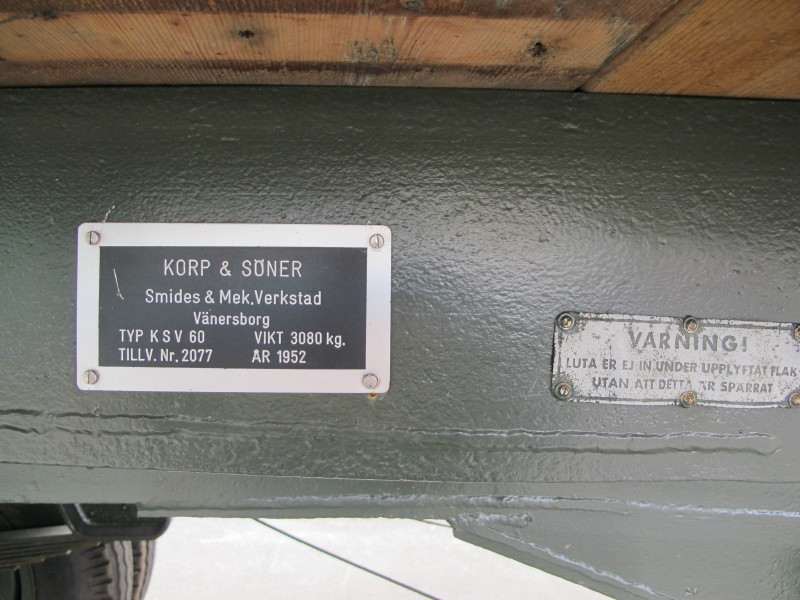 KORP & SÖNER
Smides & Mek. Verkstad
Vänersborg
TYP K S V 60 VIKT 3080 kg.
TILLV. Nr. 2077 ÅR 1952
VARNING!
LUTA ER EJ IN UNDER UPPLYFTAT FLAK
UTAN ATT DETTA ÄR SPÄRRAT